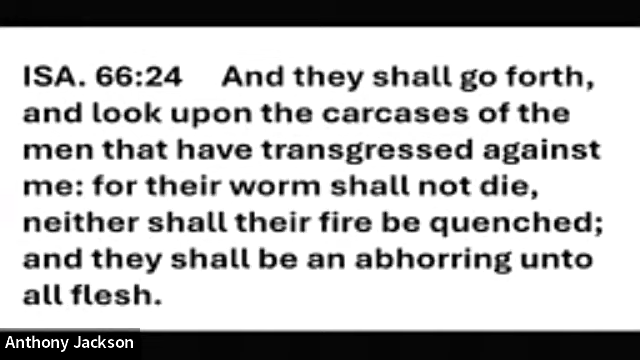 ISA. 66:24 And they shall go forth,
and look upon the carcases of the
men that have transgressed against
me: for their worm shall not die,
neither shall their fire be quenched;
and they shall be an abhorring unto
all flesh.
Anthony Jackson